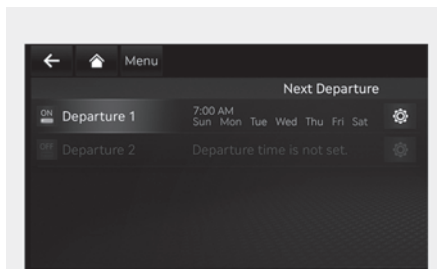 Menu
Next Departure
ON
Departure 1
7:00 AM
Sun Mon Tue Wed Thu Fri Sat
OFF
Departure 2
Departure time is not set.